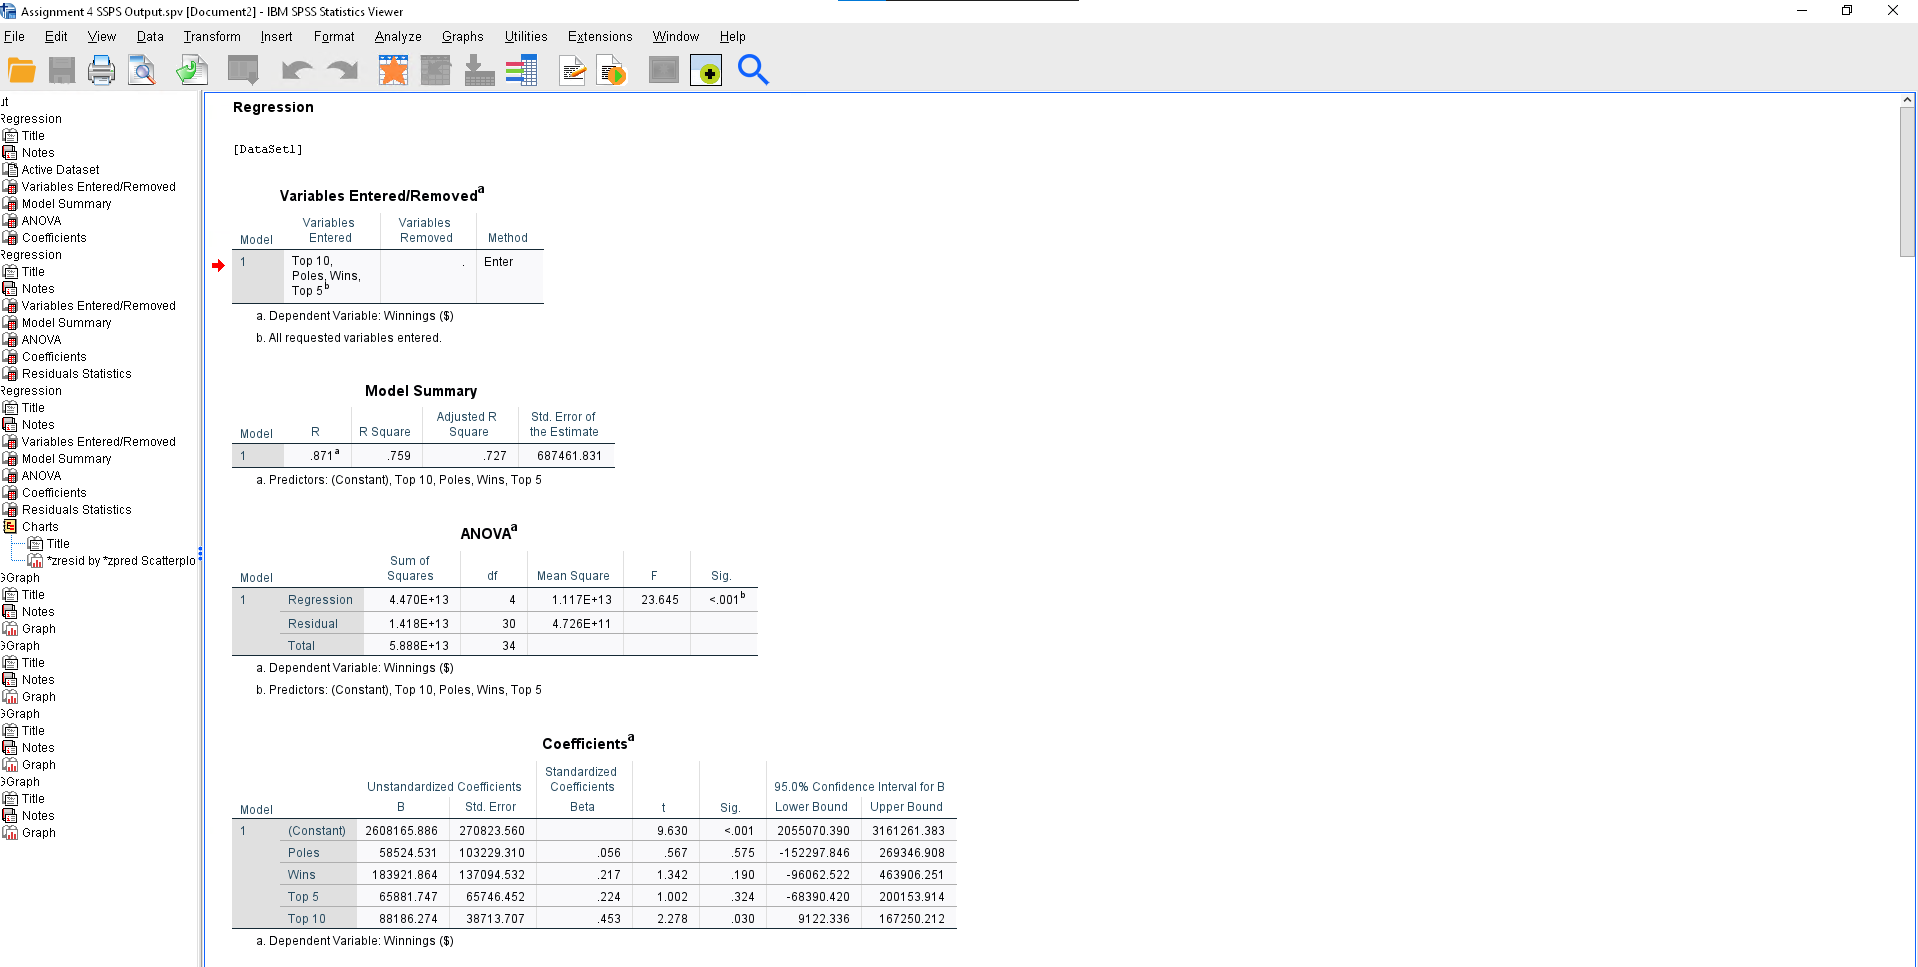 Assignment 4 SSPS Output.spv [Document2] - IBM SPSS Statistics Viewer
File Edit View Data Transform Insert Format Analyze Graphs Utilities Extensions Window Help
ut
Regression
Title
Notes
Active Dataset
Variables Entered/Removed
Model Summary
ANOVA
Coefficients
Regression
Title
Notes
Variables Entered/Removed
Model Summary
ANOVA
Coefficients
Residuals Statistics
Regression
Title
Notes
Variables Entered/Removed
Model Summary
ANOVA
Coefficients
Residuals Statistics
Charts
Title
*zresid by *zpred Scatterplo
GGraph
Title
Notes
Graph
GGraph
Title
Notes
Graph
GGraph
Title
Notes
Graph
GGraph
Title
Notes
Graph
Regression
[DataSet1]
Variables Entered/Removed^a
Model Variables Entered Variables Removed Method
1 Top 10, Poles, Wins, Top 5^b . Enter
a. Dependent Variable: Winnings ($)
b. All requested variables entered.
Model Summary
Model R R Square Adjusted R Square Std. Error of the Estimate
1 .871^a .759 .727 687461.831
a. Predictors: (Constant), Top 10, Poles, Wins, Top 5
ANOVA^a
Model Sum of Squares df Mean Square F Sig.
1 Regression 4.470E+13 4 1.117E+13 23.645 <.001^b
Residual 1.418E+13 30 4.726E+11
Total 5.888E+13 34
a. Dependent Variable: Winnings ($)
b. Predictors: (Constant), Top 10, Poles, Wins, Top 5
Coefficients^a
Unstandardized Coefficients Standardized Coefficients 95.0% Confidence Interval for B
Model B Std. Error Beta t Sig. Lower Bound Upper Bound
1 (Constant) 2608165.886 270823.560 9.630 <.001 2055070.390 3161261.383
Poles 58524.531 103229.310 .056 .567 .575 -152297.846 269346.908
Wins 183921.864 137094.532 .217 1.342 .190 -96062.522 463906.251
Top 5 65881.747 65746.452 .224 1.002 .324 -68390.420 200153.914
Top 10 88186.274 38713.707 .453 2.278 .030 9122.336 167250.212
a. Dependent Variable: Winnings ($)